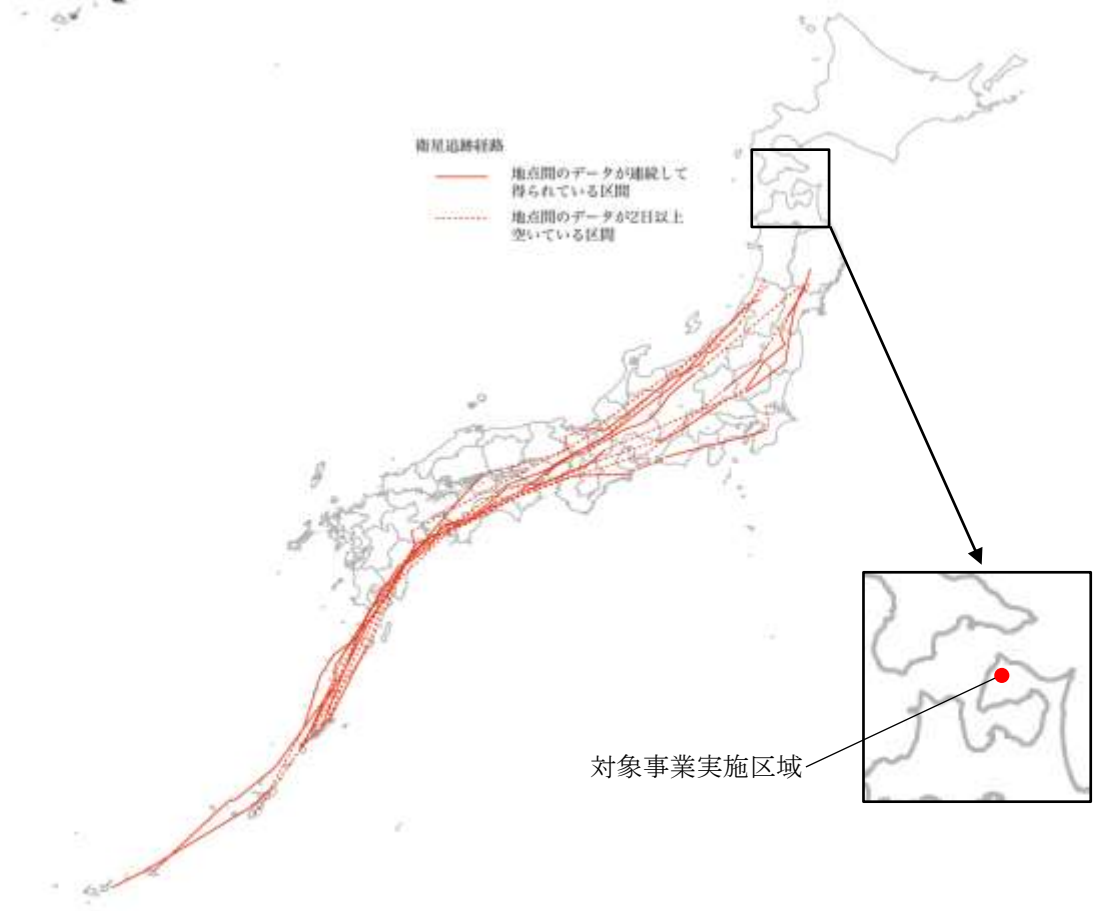 衛星追跡経路
地点間のデータが連続して
得られている区間
地点間のデータが2日以上
空いている区間
対象事業実施区域